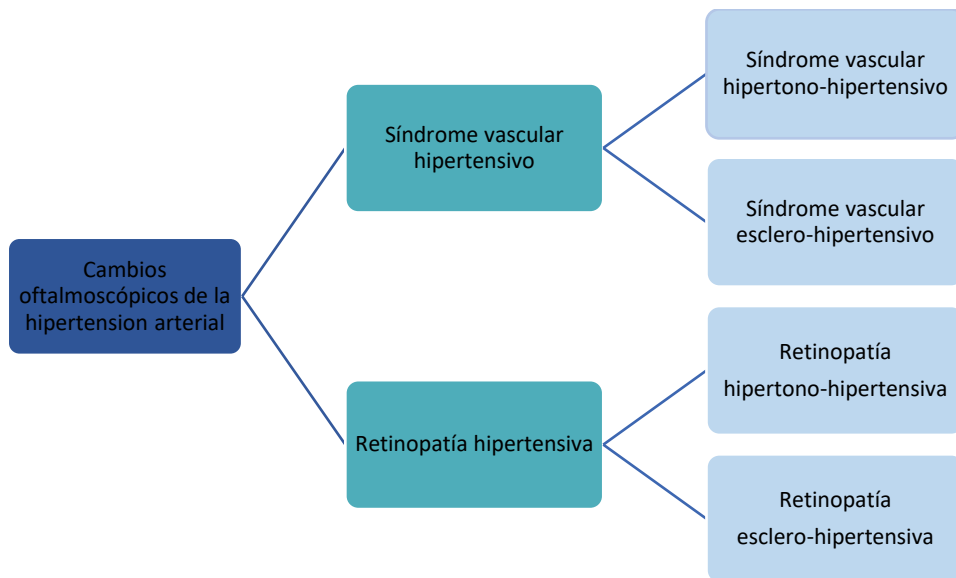 Cambios
oftalmoscópicos de la
hipertension arterial
Síndrome vascular
hipertensivo
Síndrome vascular
hipertono-hipertensivo
Síndrome vascular
esclero-hipertensivo
Retinopatía hipertensiva
Retinopatía
hipertono-hipertensiva
Retinopatía
esclero-hipertensiva